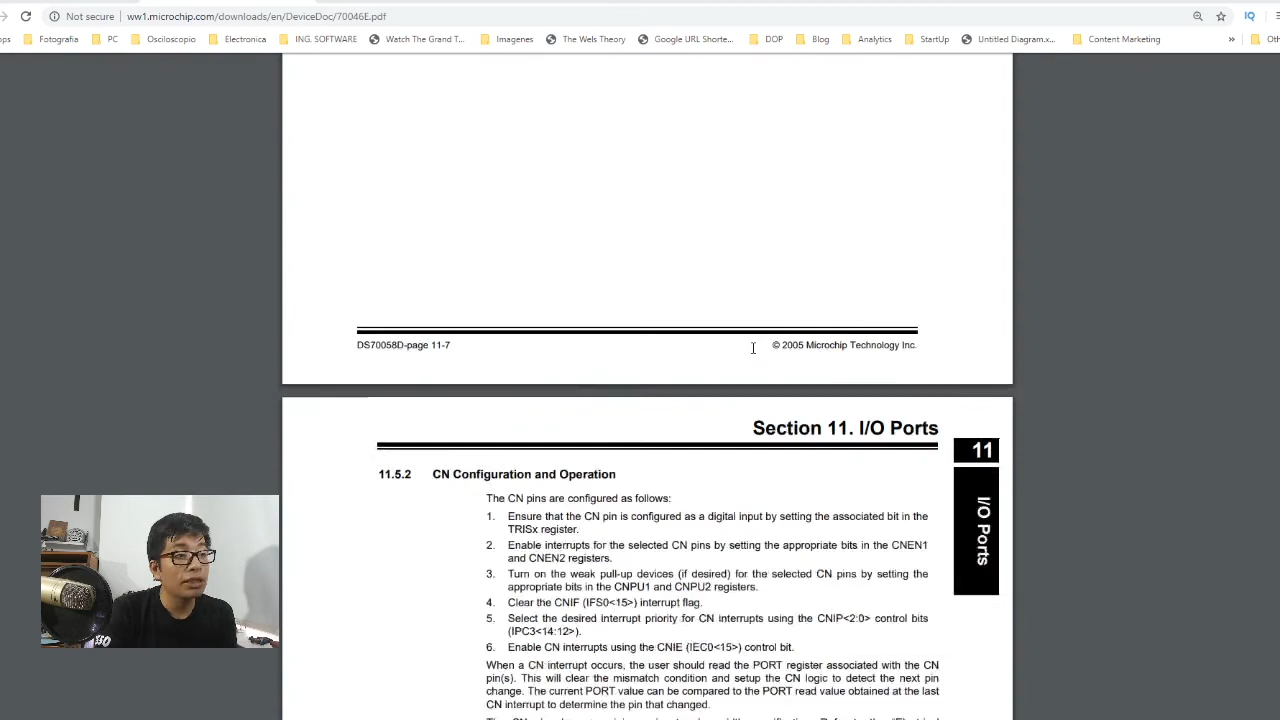 Not secure ww1.microchip.com/downloads/en/DeviceDoc/70046E.pdf IQ
Fotografia PC Osciloscopio Electronica ING. SOFTWARE Watch The Grand T... Imagenes The Wels Theory Google URL Shorte... DOP Blog Analytics StartUp Untitled Diagram.x... Content Marketing »
DS70058D-page 11-7 © 2005 Microchip Technology Inc.
Section 11. I/O Ports
11
I/O Ports
11.5.2 CN Configuration and Operation
The CN pins are configured as follows:
1. Ensure that the CN pin is configured as a digital input by setting the associated bit in the
TRISx register.
2. Enable interrupts for the selected CN pins by setting the appropriate bits in the CNEN1
and CNEN2 registers.
3. Turn on the weak pull-up devices (if desired) for the selected CN pins by setting the
appropriate bits in the CNPU1 and CNPU2 registers.
4. Clear the CNIF (IFS0<15>) interrupt flag.
5. Select the desired interrupt priority for CN interrupts using the CNIP<2:0> control bits
(IPC3<14:12>).
6. Enable CN interrupts using the CNIE (IEC0<15>) control bit.
When a CN interrupt occurs, the user should read the PORT register associated with the CN
pin(s). This will clear the mismatch condition and setup the CN logic to detect the next pin
change. The current PORT value can be compared to the PORT read value obtained at the last
CN interrupt to determine the pin that changed.